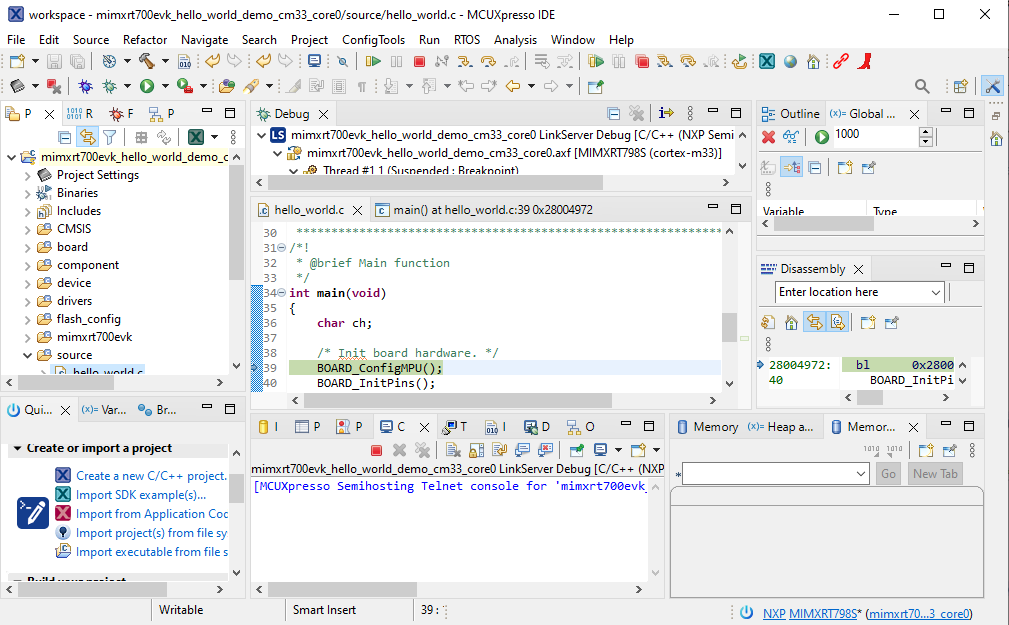 workspace - mimxrt700evk_hello_world_demo_cm33_core0/source/hello_world.c - MCUXpresso IDE
File Edit Source Refactor Navigate Search Project ConfigTools Run RTOS Analysis Window Help
P R F P
mimxrt700evk_hello_world_demo_c
Project Settings
Binaries
Includes
CMSIS
board
component
device
drivers
flash_config
mimxrt700evk
source
hello_world.c
Debug
mimxrt700evk_hello_world_demo_cm33_core0 LinkServer Debug [C/C++ (NXP Semi
mimxrt700evk_hello_world_demo_cm33_core0.axf [MIMXRT798S (cortex-m33)]
Thread #1 1 (Suspended : Breakpoint)
hello_world.c main() at hello_world.c:39 0x28004972
30 ************************************************************
31 /*!
32 * @brief Main function
33 */
34 int main(void)
35 {
36 char ch;
37
38 /* Init board hardware. */
39 BOARD_ConfigMPU();
40 BOARD_InitPins();
Outline (x)= Global ...
1000
Variable Type
Disassembly
Enter location here
28004972: bl 0x2800
40 BOARD_InitPi
Qui... (x)= Var... Br...
Create or import a project
Create a new C/C++ project.
Import SDK example(s)...
Import from Application Coc
Import project(s) from file sy
Import executable from file s
Build your project
I P P C T I D O
mimxrt700evk_hello_world_demo_cm33_core0 LinkServer Debug [C/C++ (NXP
[MCUXpresso Semihosting Telnet console for 'mimxrt700evk_
Memory (x)= Heap a... Memor...
Go New Tab
Writable Smart Insert 39 :
NXP MIMXRT798S* (mimxrt70...3_core0)